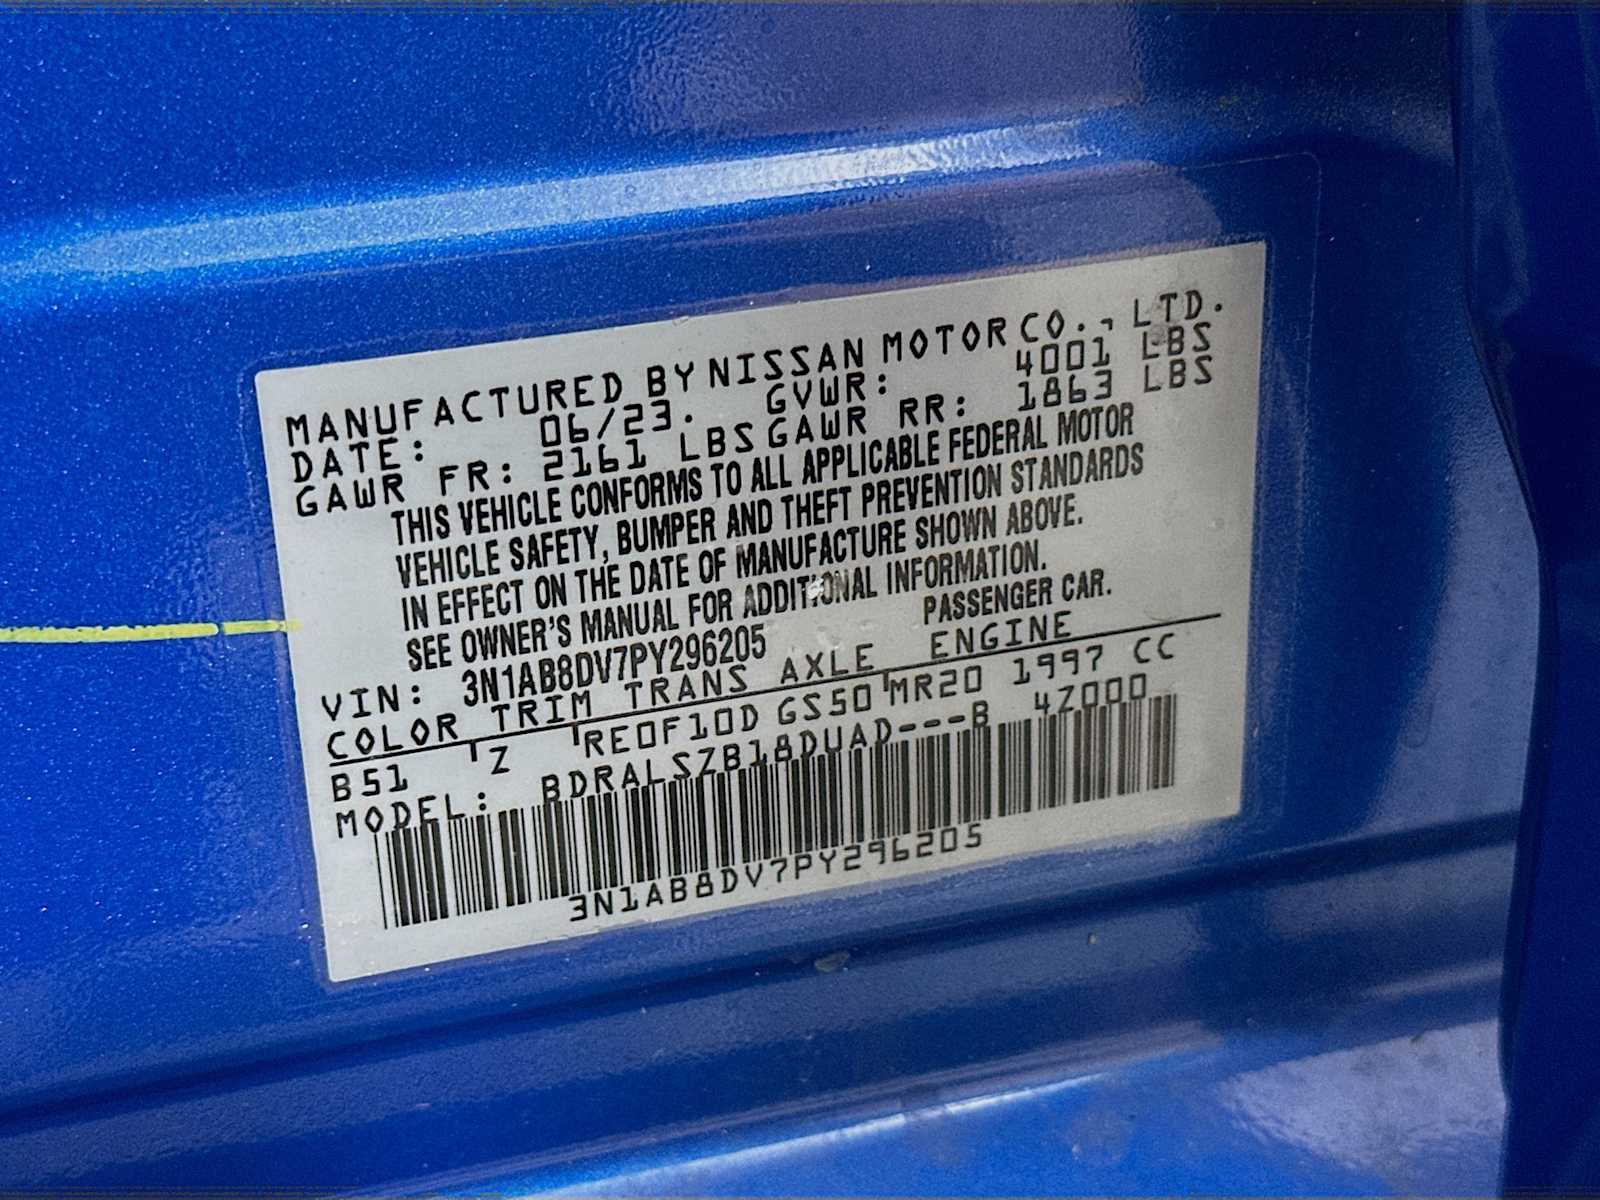 MANUFACTURED BY NISSAN MOTOR CO., LTD.
DATE: 06/23. GVWR: 4001 LBS
GAWR FR: 2161 LBS GAWR RR: 1863 LBS
THIS VEHICLE CONFORMS TO ALL APPLICABLE FEDERAL MOTOR
VEHICLE SAFETY, BUMPER AND THEFT PREVENTION STANDARDS
IN EFFECT ON THE DATE OF MANUFACTURE SHOWN ABOVE.
SEE OWNER'S MANUAL FOR ADDITIONAL INFORMATION.
VIN: 3N1AB8DV7PY296205 PASSENGER CAR.
COLOR TRIM TRANS AXLE ENGINE
B51 Z RE0F10D GS50 MR20 1997 CC
MODEL: BDRALSZB18DUAD---B 4Z000
3N1AB8DV7PY296205